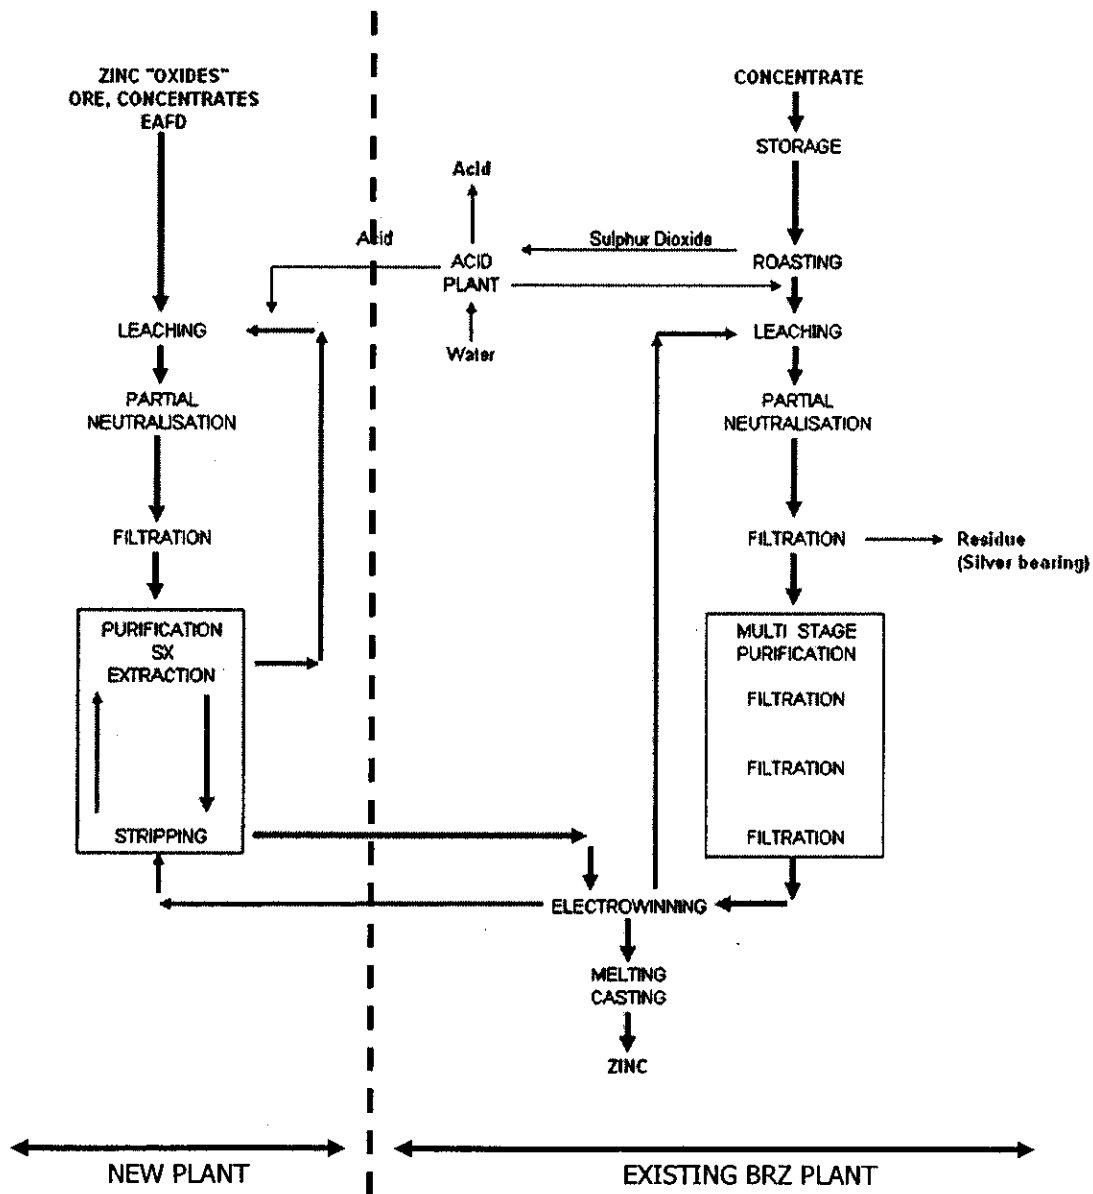 ZINC "OXIDES"
ORE, CONCENTRATES
EAFD
LEACHING
PARTIAL
NEUTRALISATION
FILTRATION
PURIFICATION
SX
EXTRACTION
STRIPPING
Acid
Acid
ACID
PLANT
Water
Sulphur Dioxide
CONCENTRATE
STORAGE
ROASTING
LEACHING
PARTIAL
NEUTRALISATION
FILTRATION
Residue
(Silver bearing)
MULTI STAGE
PURIFICATION
FILTRATION
FILTRATION
FILTRATION
ELECTROWINNING
MELTING
CASTING
ZINC
NEW PLANT
EXISTING BRZ PLANT